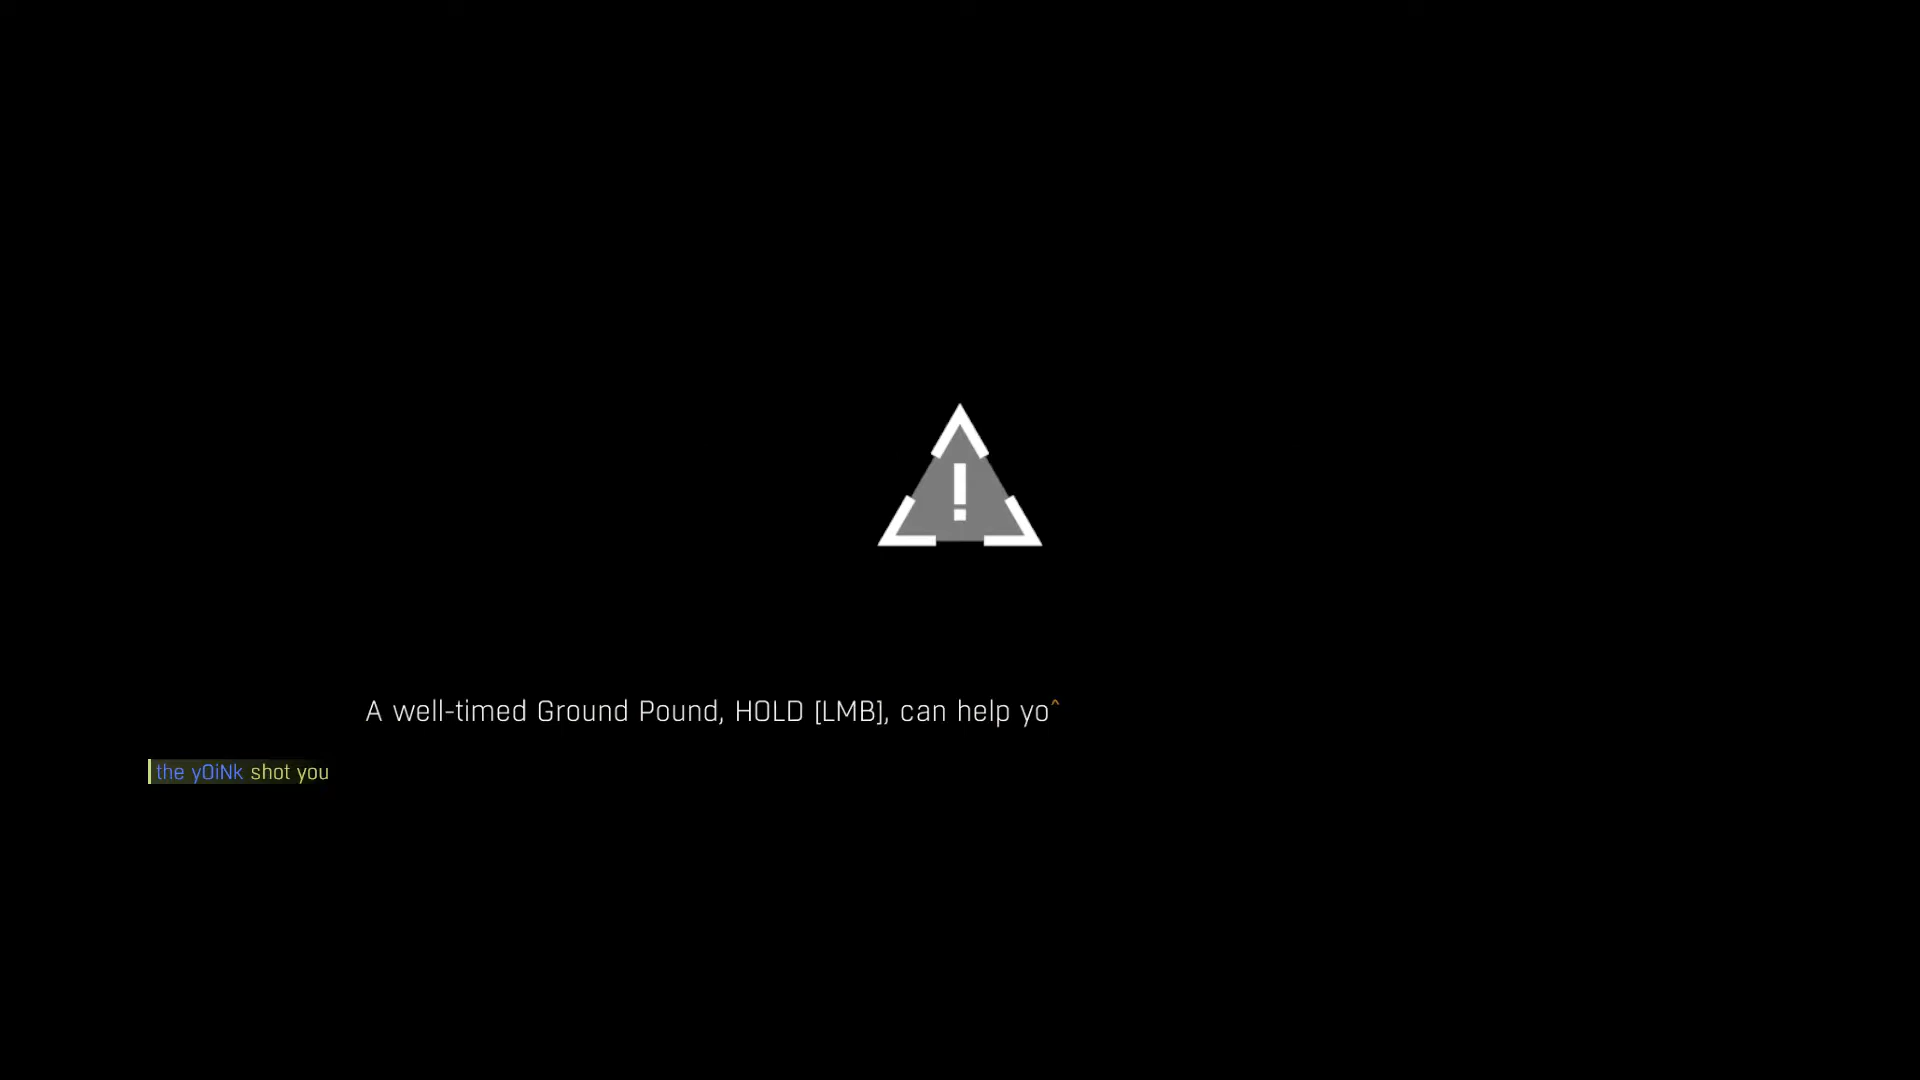 !
A well-timed Ground Pound, HOLD [LMB], can help yo^
the yOiNk shot you